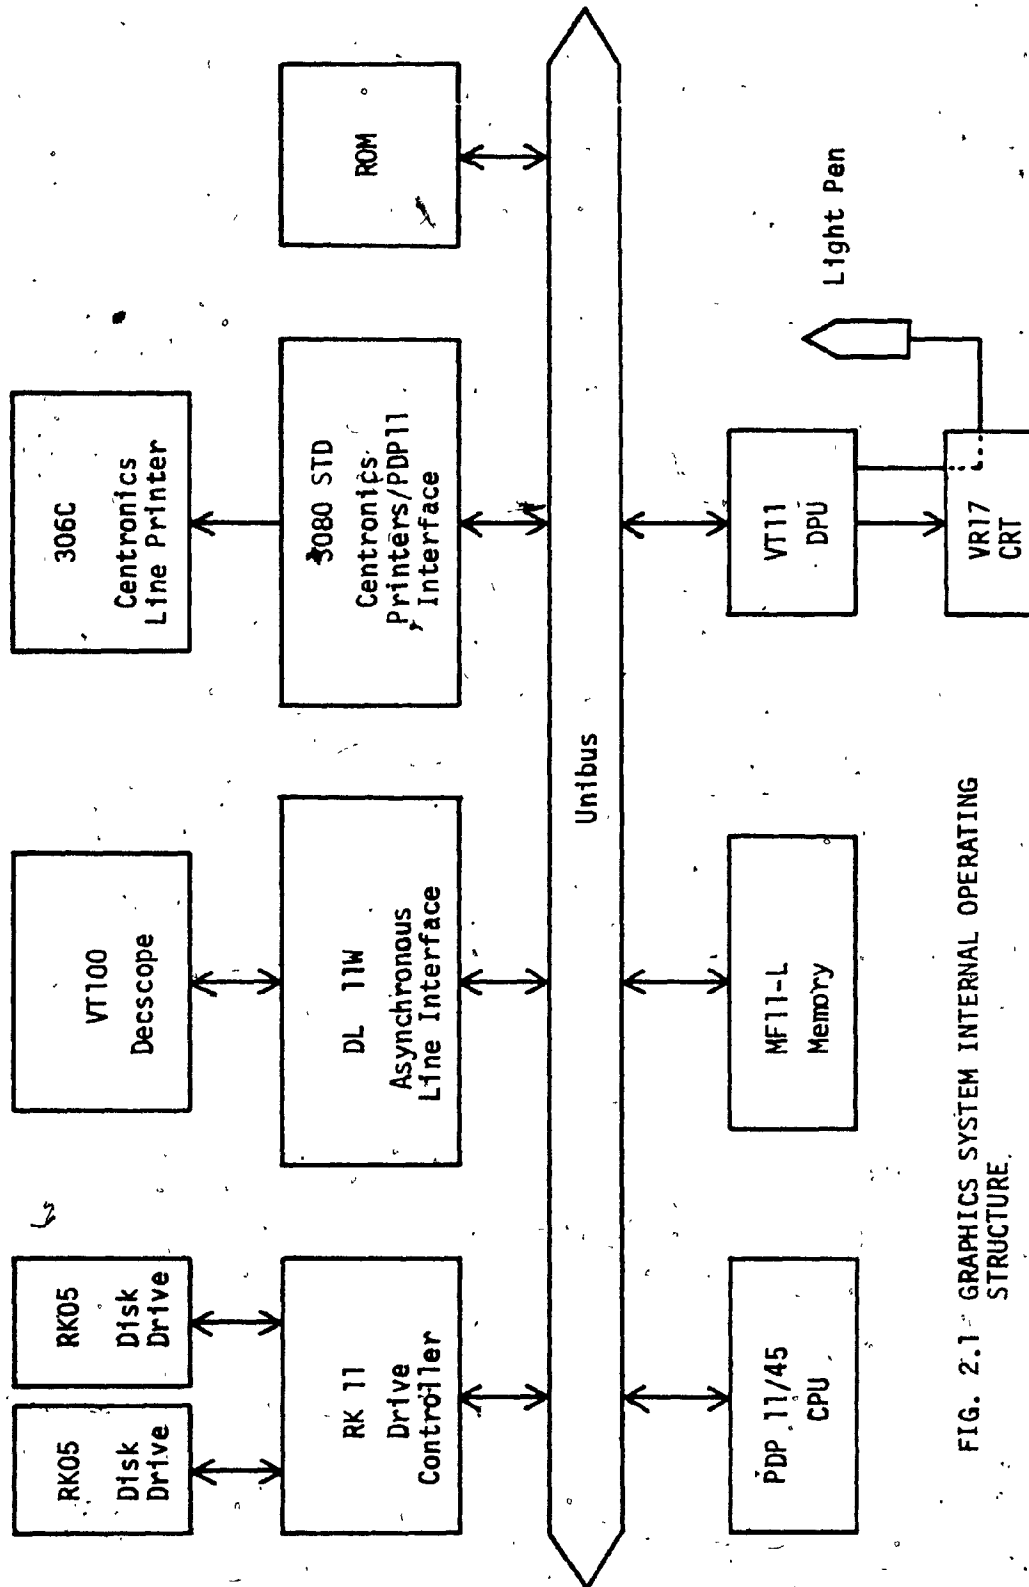 RK05
Disk
Drive
RK05
Disk
Drive
VT100
Decscope
306C
Centronics
Line Printer
RK 11
Drive
Controller
DL 11W
Asynchronous
Line Interface
3080 STD
Centronics
Printers/PDP11
Interface
ROM
Unibus
PDP 11/45
CPU
MF11-L
Memory
VT11
DPU
VR17
CRT
Light Pen
FIG. 2.1 GRAPHICS SYSTEM INTERNAL OPERATING
STRUCTURE.